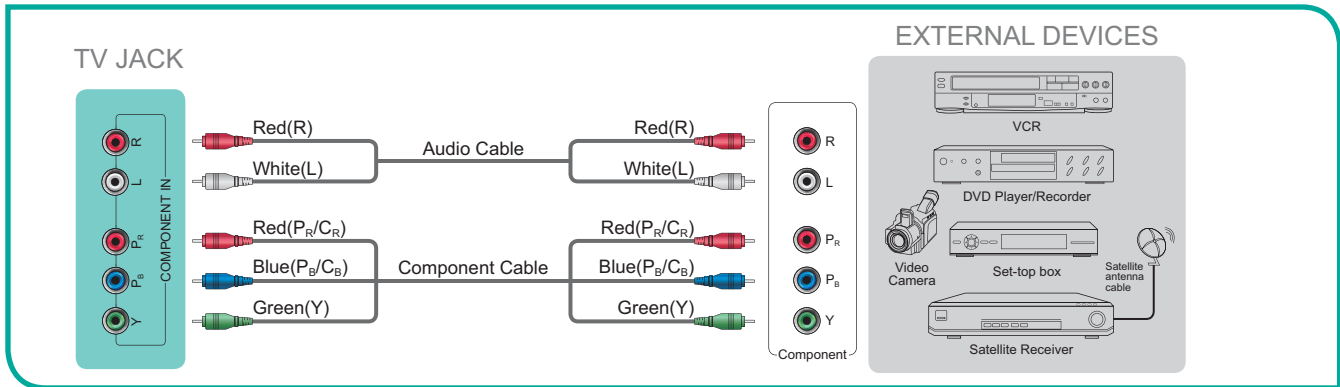 EXTERNAL DEVICES
TV JACK
R
L
COMPONENT IN
PR
PB
Y
Red(R)
White(L)
Audio Cable
Red(R)
White(L)
Red(PR/CR)
Blue(PB/CB)
Green(Y)
Component Cable
Red(PR/CR)
Blue(PB/CB)
Green(Y)
R
L
PR
PB
Y
Component
VCR
DVD Player/Recorder
Video
Camera
Set-top box
Satellite
antenna
cable
Satellite Receiver